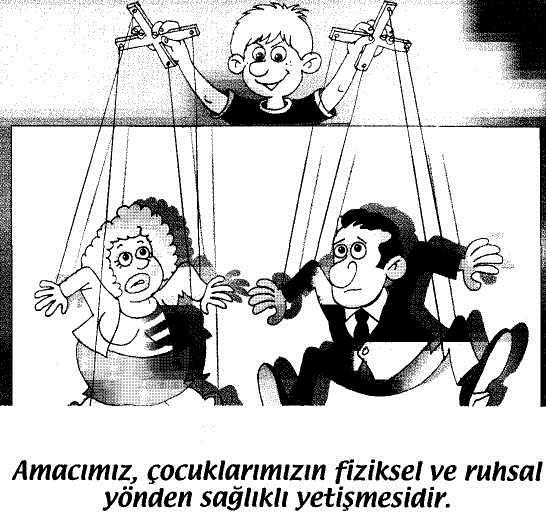 Amacımız, çocuklarımızın fiziksel ve ruhsal
yönden sağlıklı yetişmesidir.